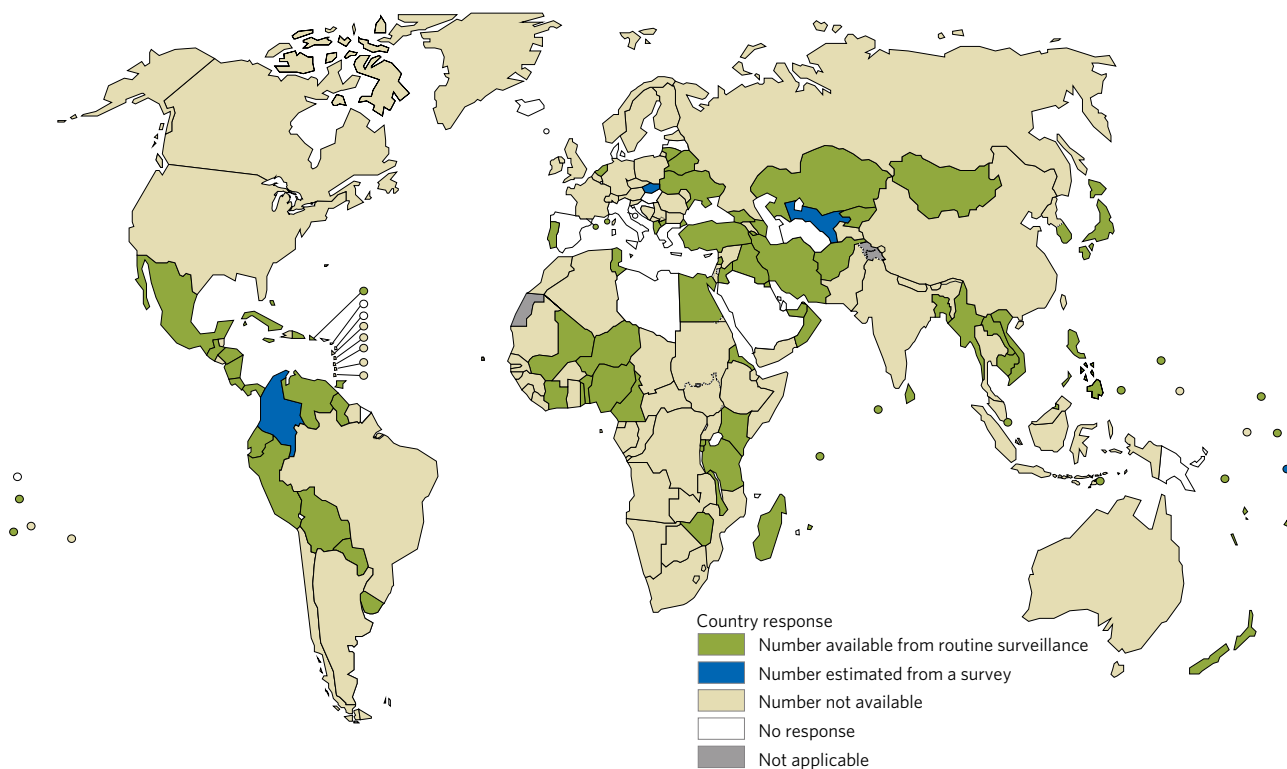 Country response
Number available from routine surveillance
Number estimated from a survey
Number not available
No response
Not applicable